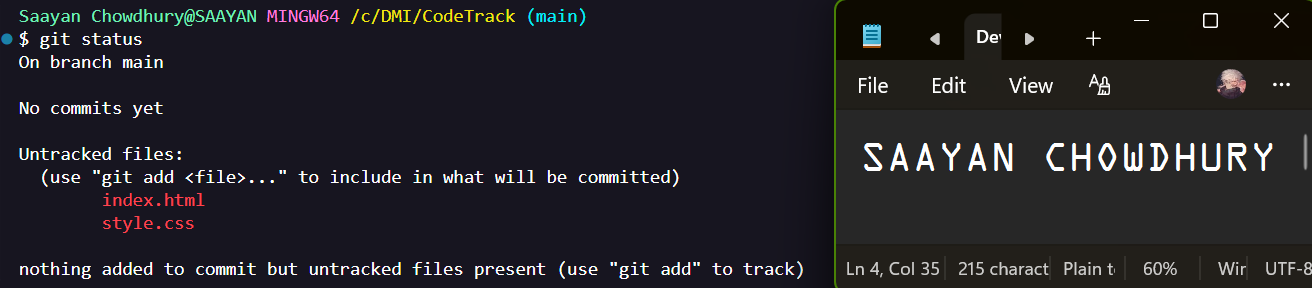 Saayan Chowdhury@SAAYAN MINGW64 /c/DMI/CodeTrack (main)
$ git status
On branch main
No commits yet
Untracked files:
(use "git add <file>..." to include in what will be committed)
index.html
style.css
nothing added to commit but untracked files present (use "git add" to track)
Dev
File Edit View
SAAYAN CHOWDHURY
Ln 4, Col 35 215 charact Plain t 60% Wir UTF-8